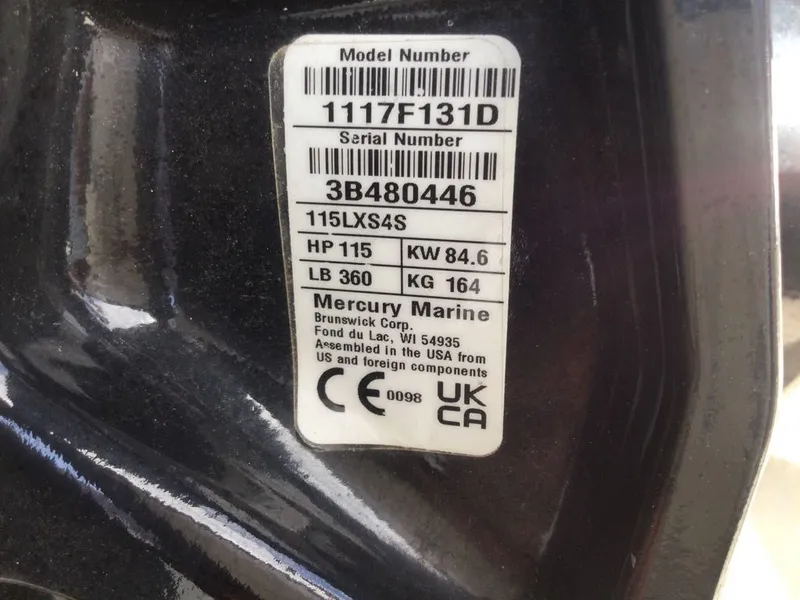 Model Number
1117F131D
Serial Number
3B480446
115LXS4S
HP 115 KW 84.6
LB 360 KG 164
Mercury Marine
Brunswick Corp.
Fond du Lac, WI 54935
Assembled in the USA from
US and foreign components
CE 0098 UK
CA